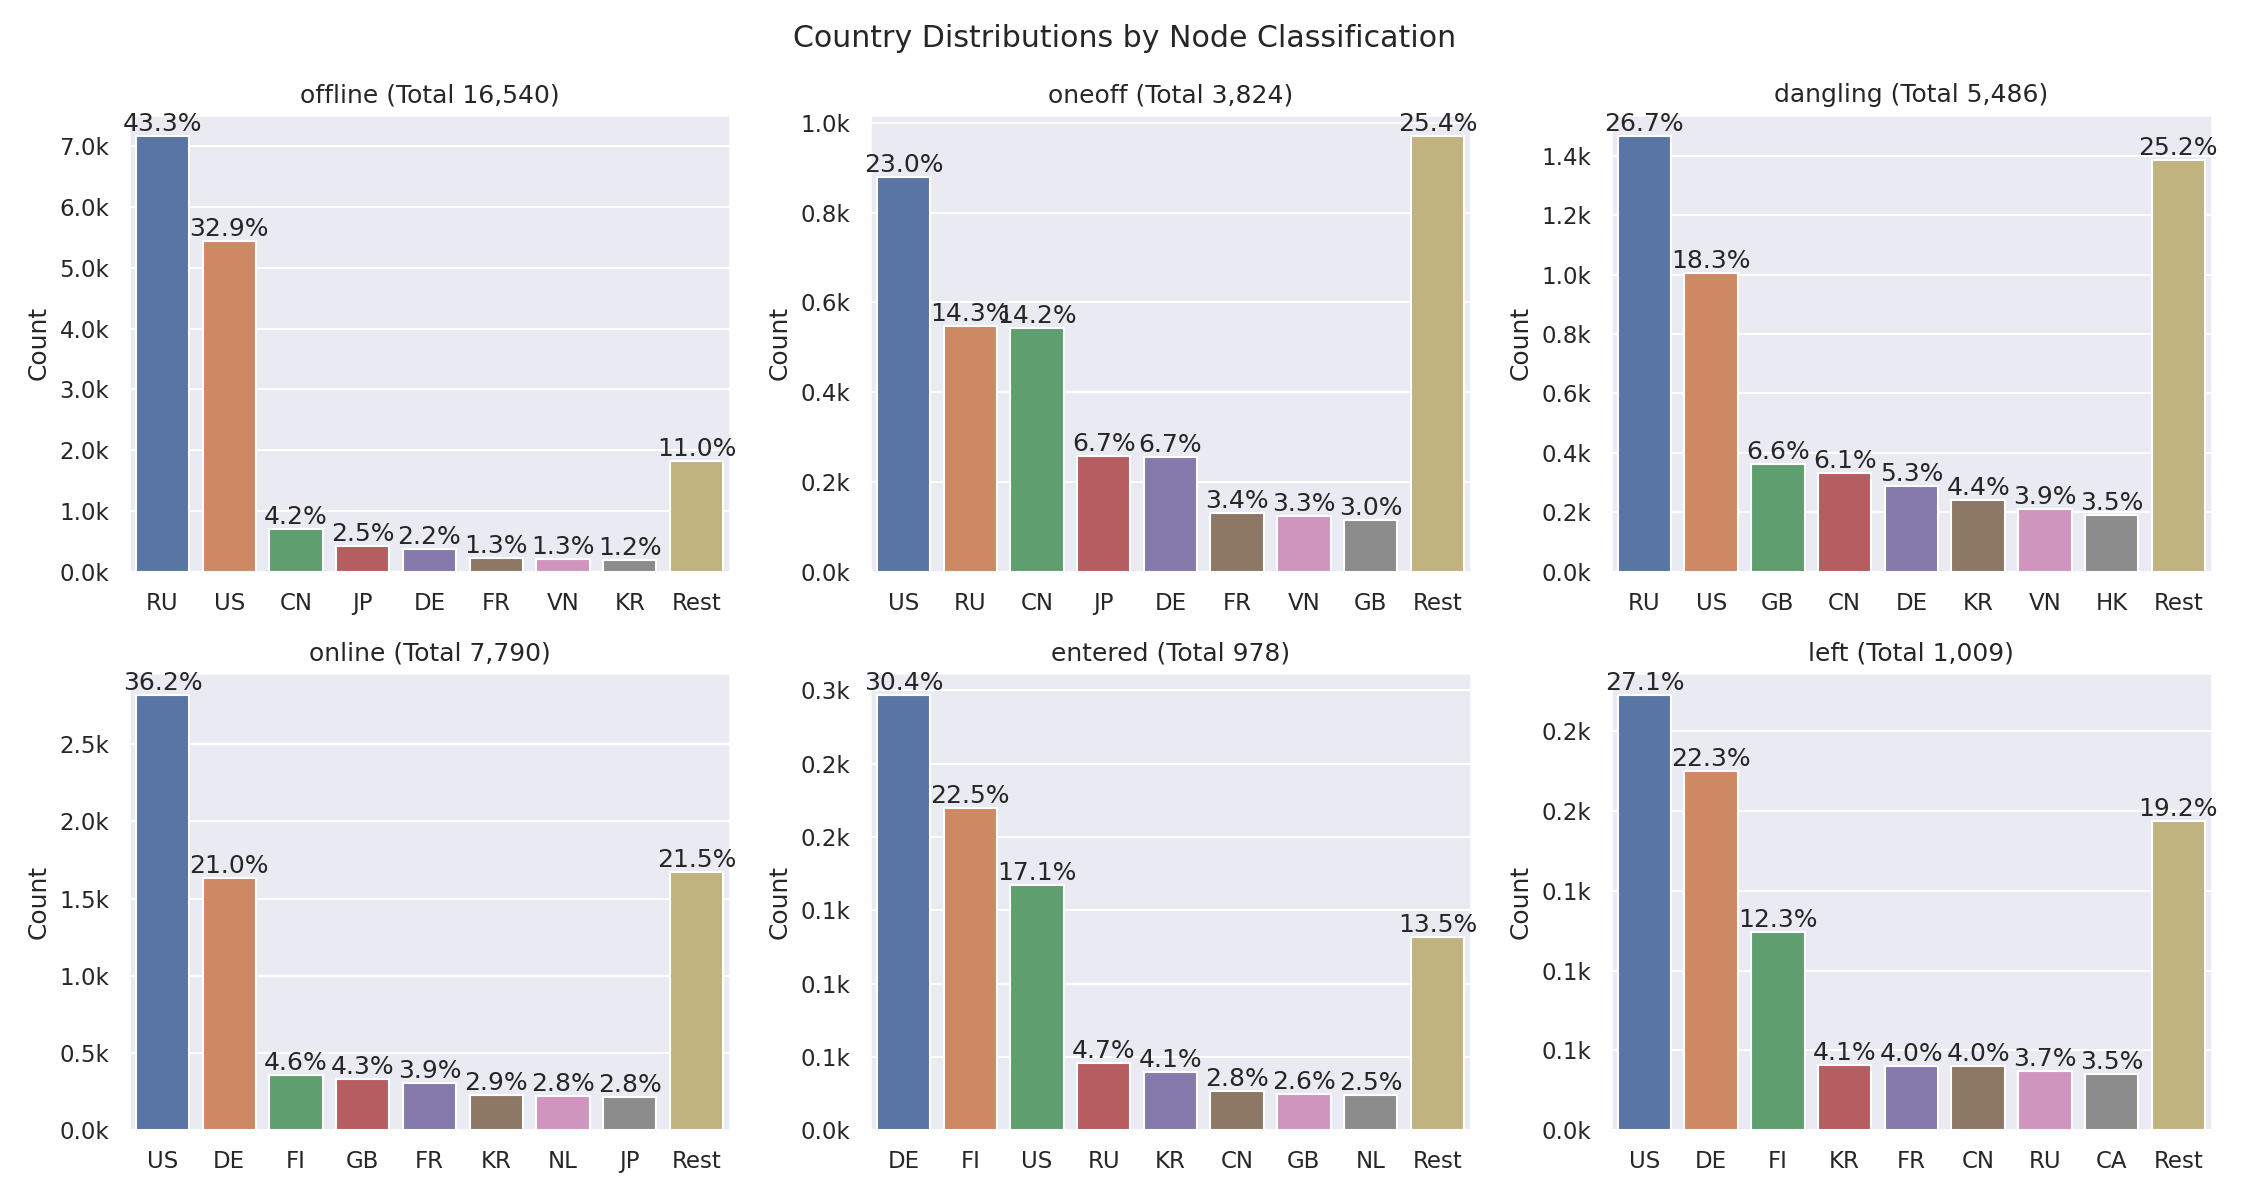 Country Distributions by Node Classification
offline (Total 16,540)
Count
7.0k
6.0k
5.0k
4.0k
3.0k
2.0k
1.0k
0.0k
43.3%
32.9%
4.2%
2.5%
2.2%
1.3%
1.3%
1.2%
11.0%
RU US CN JP DE FR VN KR Rest
oneoff (Total 3,824)
Count
1.0k
0.8k
0.6k
0.4k
0.2k
0.0k
23.0%
14.3%
14.2%
6.7%
6.7%
3.4%
3.3%
3.0%
25.4%
US RU CN JP DE FR VN GB Rest
dangling (Total 5,486)
Count
1.4k
1.2k
1.0k
0.8k
0.6k
0.4k
0.2k
0.0k
26.7%
18.3%
6.6%
6.1%
5.3%
4.4%
3.9%
3.5%
25.2%
RU US GB CN DE KR VN HK Rest
online (Total 7,790)
Count
2.5k
2.0k
1.5k
1.0k
0.5k
0.0k
36.2%
21.0%
4.6%
4.3%
3.9%
2.9%
2.8%
2.8%
21.5%
US DE FI GB FR KR NL JP Rest
entered (Total 978)
Count
0.3k
0.2k
0.2k
0.1k
0.1k
0.1k
0.0k
30.4%
22.5%
17.1%
4.7%
4.1%
2.8%
2.6%
2.5%
13.5%
DE FI US RU KR CN GB NL Rest
left (Total 1,009)
Count
0.2k
0.2k
0.1k
0.1k
0.1k
0.0k
27.1%
22.3%
12.3%
4.1%
4.0%
4.0%
3.7%
3.5%
19.2%
US DE FI KR FR CN RU CA Rest